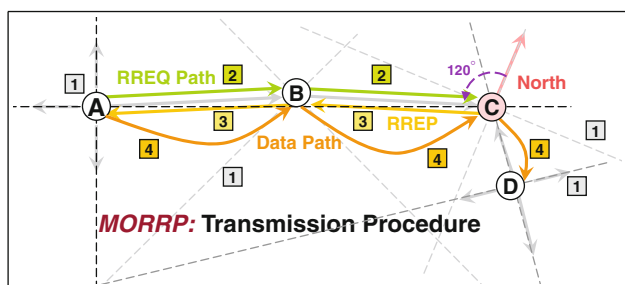 120°
North
1
RREQ Path
2
2
A
B
C
3
3
RREP
1
4
Data Path
4
4
1
D
1
MORRP: Transmission Procedure